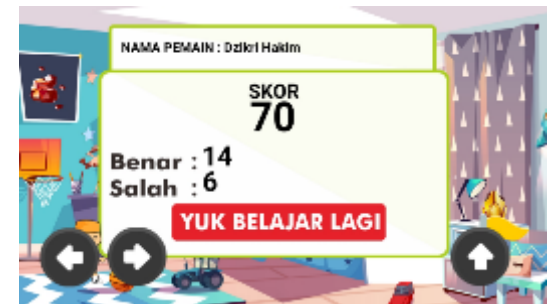 NAMA PEMAIN : Dzikri Hakim
SKOR
70
Benar : 14
Salah : 6
YUK BELAJAR LAGI